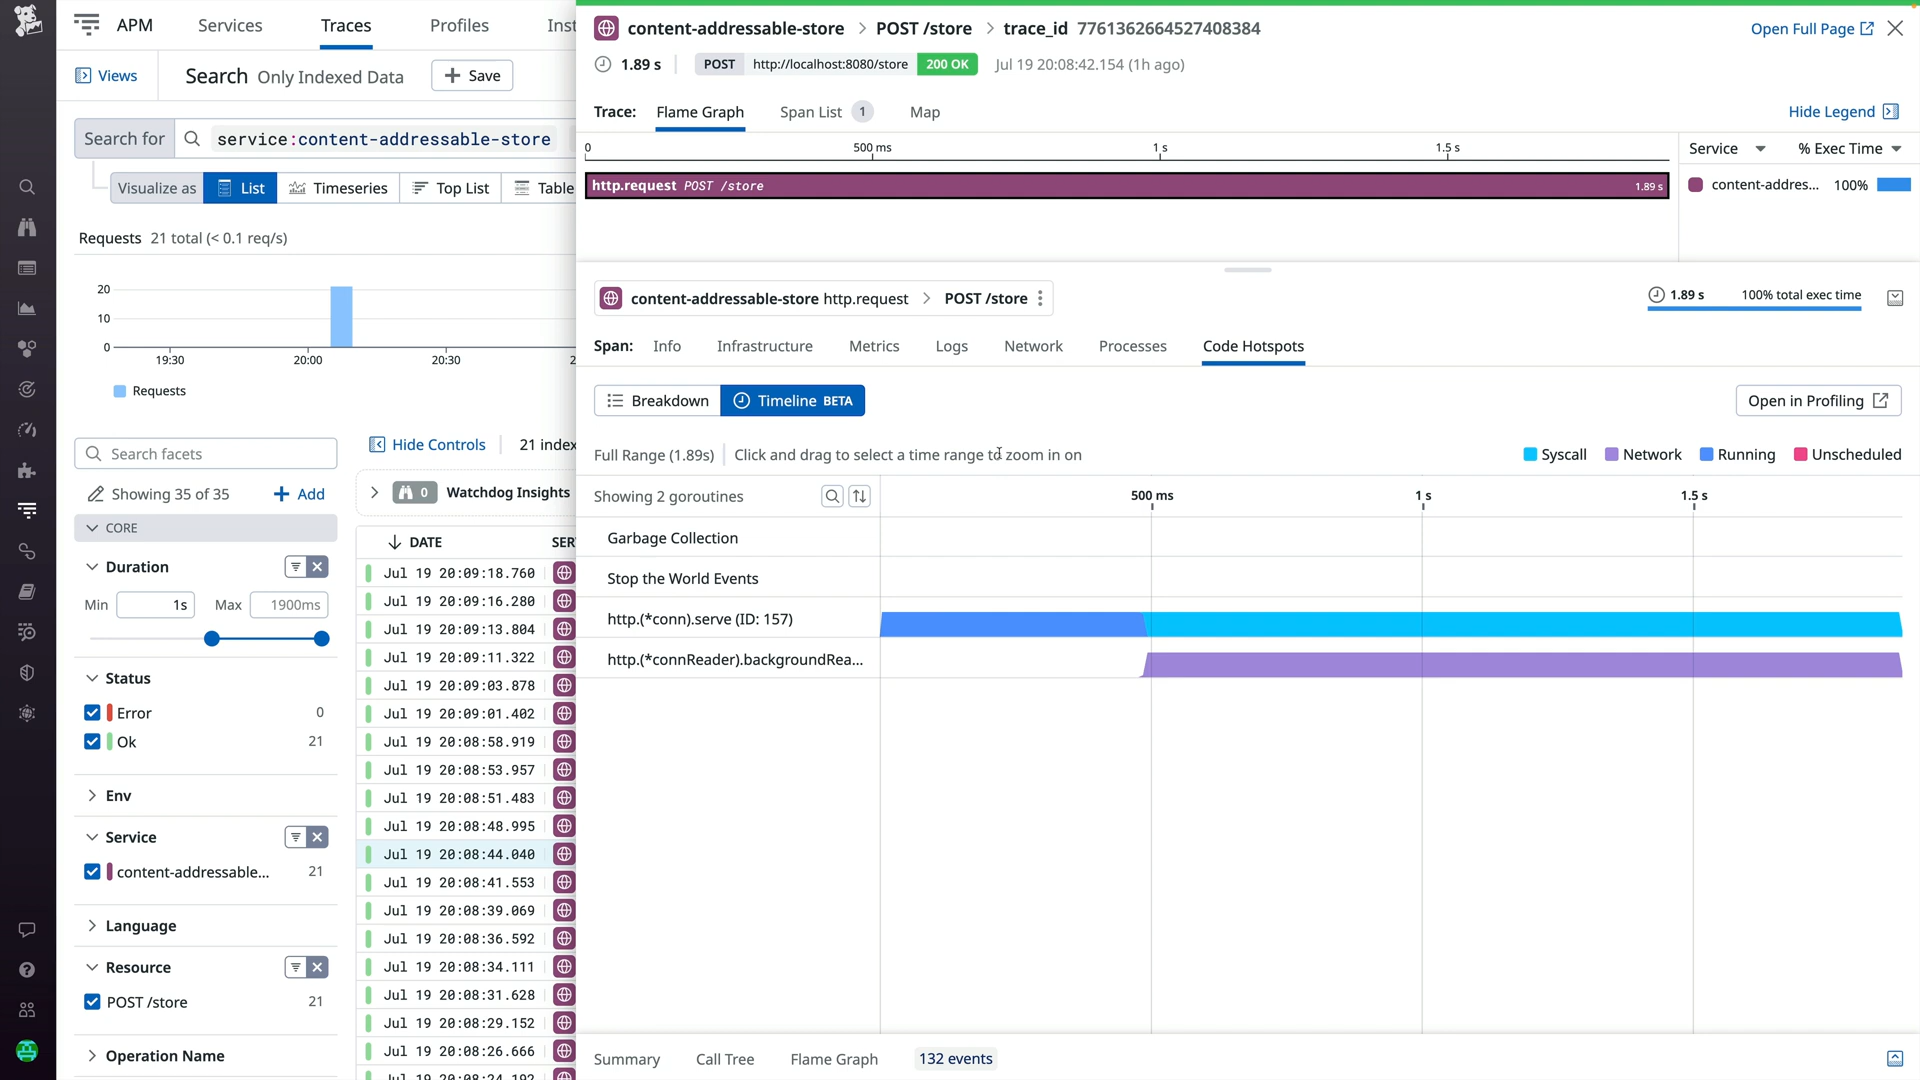 APM
Services
Traces
Profiles
Inst
Views
Search Only Indexed Data
Save
Search for
service:content-addressable-store
Visualize as
List
Timeseries
Top List
Table
Requests 21 total (< 0.1 req/s)
20
10
0
19:30
20:00
20:30
2
Requests
Search facets
Hide Controls
21 index
Showing 35 of 35
Add
0
Watchdog Insights
CORE
DATE
SER
Duration
Min
1s
Max
1900ms
Status
Error
0
Ok
21
Env
Service
content-addressable...
21
Language
Resource
POST /store
21
Operation Name
Jul 19 20:09:18.760
Jul 19 20:09:16.280
Jul 19 20:09:13.804
Jul 19 20:09:11.322
Jul 19 20:09:03.878
Jul 19 20:09:01.402
Jul 19 20:08:58.919
Jul 19 20:08:53.957
Jul 19 20:08:51.483
Jul 19 20:08:48.995
Jul 19 20:08:44.040
Jul 19 20:08:41.553
Jul 19 20:08:39.069
Jul 19 20:08:36.592
Jul 19 20:08:34.111
Jul 19 20:08:31.628
Jul 19 20:08:29.152
Jul 19 20:08:26.666
Jul 19 20:08:24.192
content-addressable-store > POST /store > trace_id 7761362664527408384
Open Full Page
1.89 s
POST http://localhost:8080/store 200 OK
Jul 19 20:08:42.154 (1h ago)
Trace:
Flame Graph
Span List 1
Map
Hide Legend
0
500 ms
1 s
1.5 s
Service
% Exec Time
http.request POST /store
1.89 s
content-addres...
100%
content-addressable-store http.request > POST /store
1.89 s
100% total exec time
Span:
Info
Infrastructure
Metrics
Logs
Network
Processes
Code Hotspots
Breakdown
Timeline BETA
Open in Profiling
Full Range (1.89s)
Click and drag to select a time range to zoom in on
Syscall
Network
Running
Unscheduled
Showing 2 goroutines
500 ms
1 s
1.5 s
Garbage Collection
Stop the World Events
http.(*conn).serve (ID: 157)
http.(*connReader).backgroundRea...
Summary
Call Tree
Flame Graph
132 events